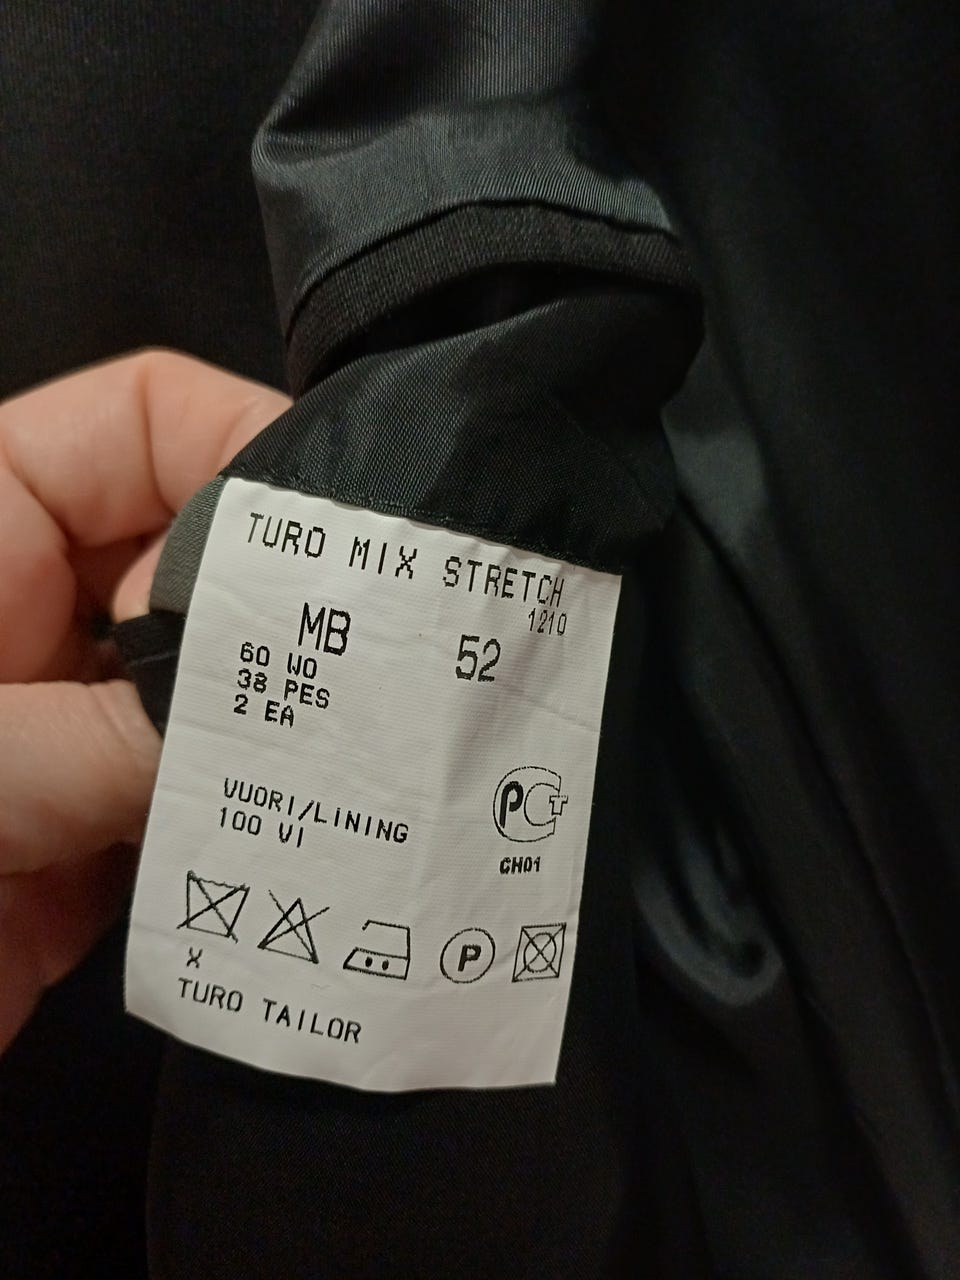 TURO MIX STRETCH
1210
MB 52
60 WO
38 PES
2 EA
VUORI/LINING
100 VI
PCT
CH01
P
X
TURO TAILOR